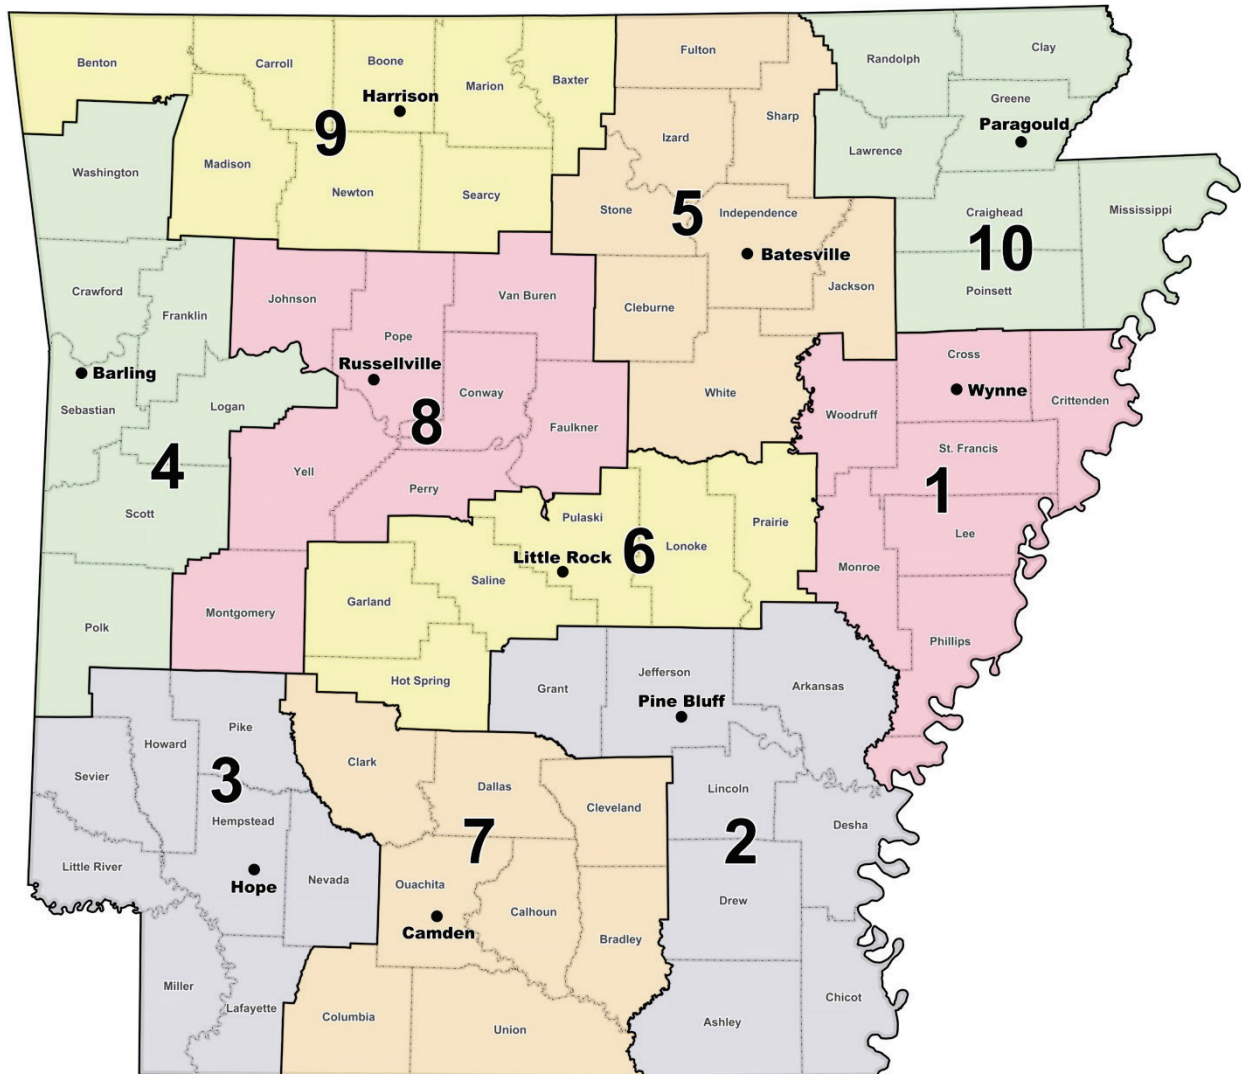 Benton
Carroll
Boone
Marion
Baxter
Harrison
9
Washington
Madison
Newton
Searcy
Fulton
Sharp
Izard
Stone
5
Independence
Batesville
Cleburne
Jackson
White
Randolph
Clay
Greene
Paragould
Lawrence
Craighead
Mississippi
10
Poinsett
Crawford
Franklin
Barling
Sebastian
Logan
4
Scott
Polk
Johnson
Van Buren
Pope
Russellville
Conway
8
Faulkner
Yell
Perry
Montgomery
Cross
Wynne
Crittenden
Woodruff
St. Francis
1
Lee
Monroe
Phillips
Pulaski
Prairie
Little Rock
6
Lonoke
Saline
Garland
Hot Spring
Grant
Jefferson
Pine Bluff
Arkansas
Lincoln
Desha
2
Drew
Chicot
Ashley
Pike
Howard
Sevier
3
Hempstead
Little River
Hope
Nevada
Miller
Lafayette
Clark
Dallas
Cleveland
7
Ouachita
Calhoun
Camden
Bradley
Columbia
Union